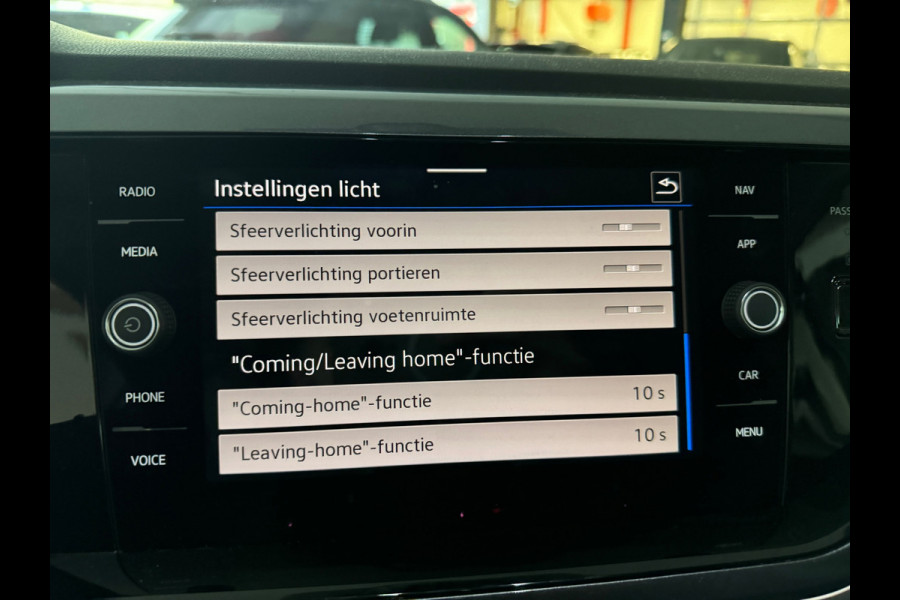 RADIO
MEDIA
PHONE
VOICE
Instellingen licht
Sfeerverlichting voorin
Sfeerverlichting portieren
Sfeerverlichting voetenruimte
"Coming/Leaving home"-functie
"Coming-home"-functie 10 s
"Leaving-home"-functie 10 s
NAV
APP
CAR
MENU
PASS